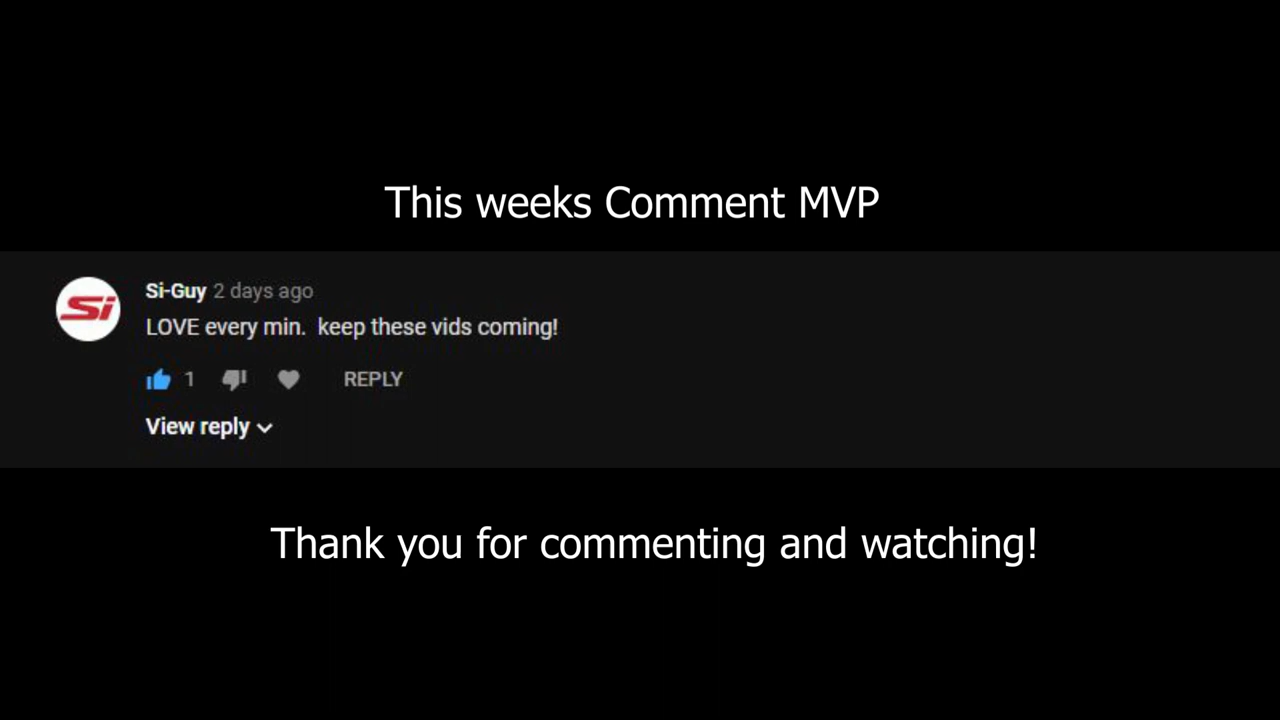 This weeks Comment MVP
Si
Si-Guy 2 days ago
LOVE every min.  keep these vids coming!
1 REPLY
View reply
Thank you for commenting and watching!